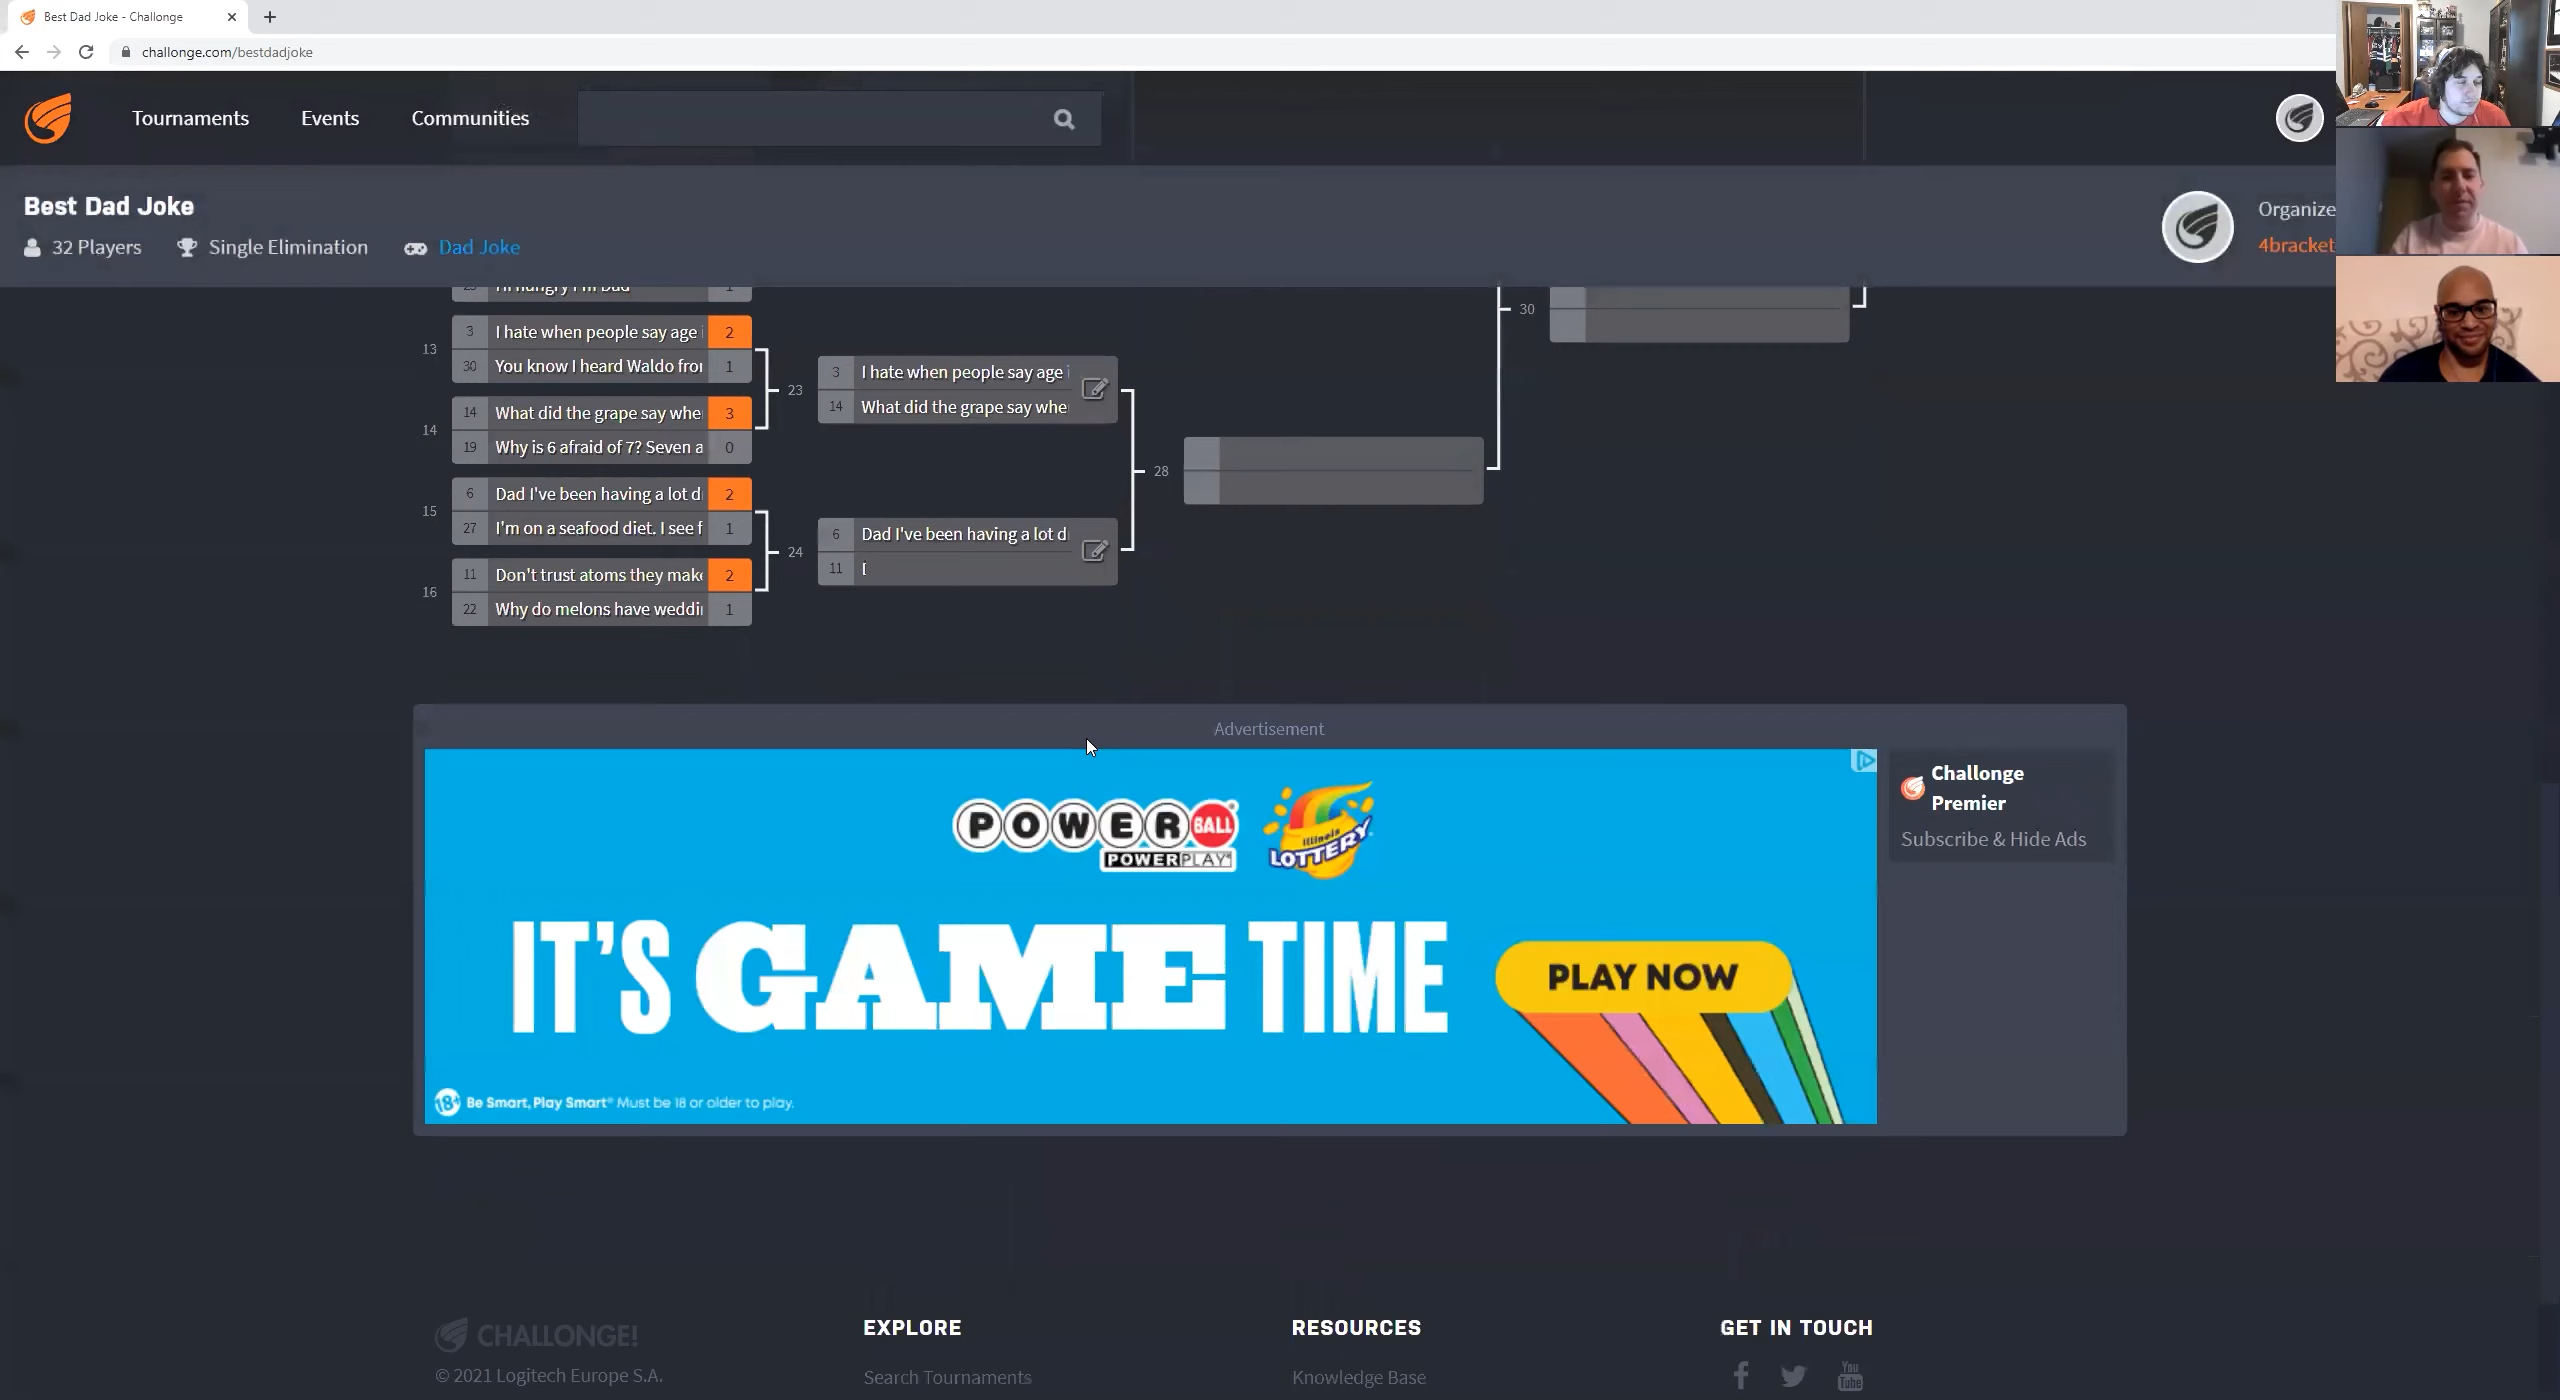 Best Dad Joke - Challonge
challonge.com/bestdadjoke
Tournaments
Events
Communities
Best Dad Joke
32 Players
Single Elimination
Dad Joke
Organize
4bracket
13
3 I hate when people say age 2
30 You know I heard Waldo fro 1
14
14 What did the grape say whe 3
19 Why is 6 afraid of 7? Seven a 0
15
6 Dad I've been having a lot d 2
27 I'm on a seafood diet. I see f 1
16
11 Don't trust atoms they mak 2
22 Why do melons have weddi 1
23
3 I hate when people say age
14 What did the grape say whe
24
6 Dad I've been having a lot d
11 [
28
30
Advertisement
POWER BALL
POWERPLAY
Illinois LOTTERY
IT'S GAME TIME
PLAY NOW
18+ Be Smart, Play Smart® Must be 18 or older to play.
Challonge Premier
Subscribe & Hide Ads
CHALLONGE!
© 2021 Logitech Europe S.A.
EXPLORE
Search Tournaments
RESOURCES
Knowledge Base
GET IN TOUCH
You Tube